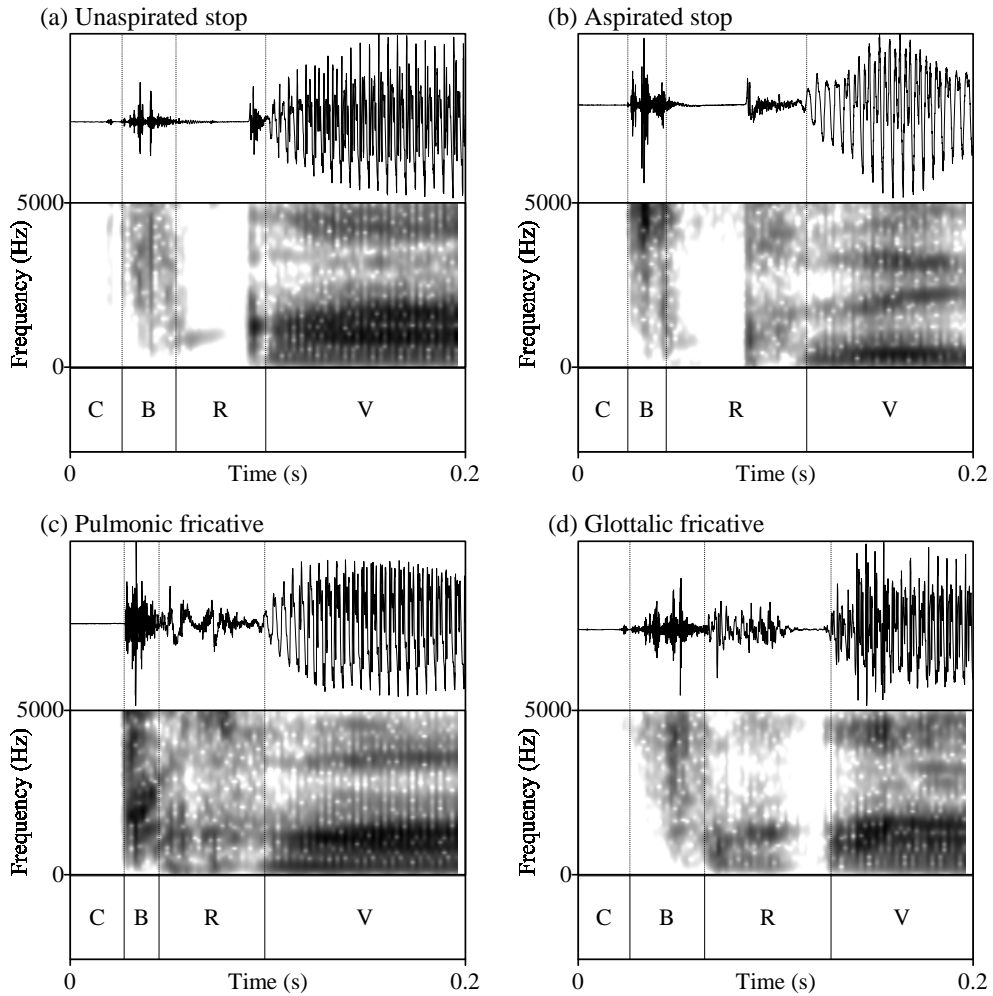 (a) Unaspirated stop
5000
Frequency (Hz)
0
C B R V
0 Time (s) 0.2
(b) Aspirated stop
5000
Frequency (Hz)
0
C B R V
0 Time (s) 0.2
(c) Pulmonic fricative
5000
Frequency (Hz)
0
C B R V
0 Time (s) 0.2
(d) Glottalic fricative
5000
Frequency (Hz)
0
C B R V
0 Time (s) 0.2